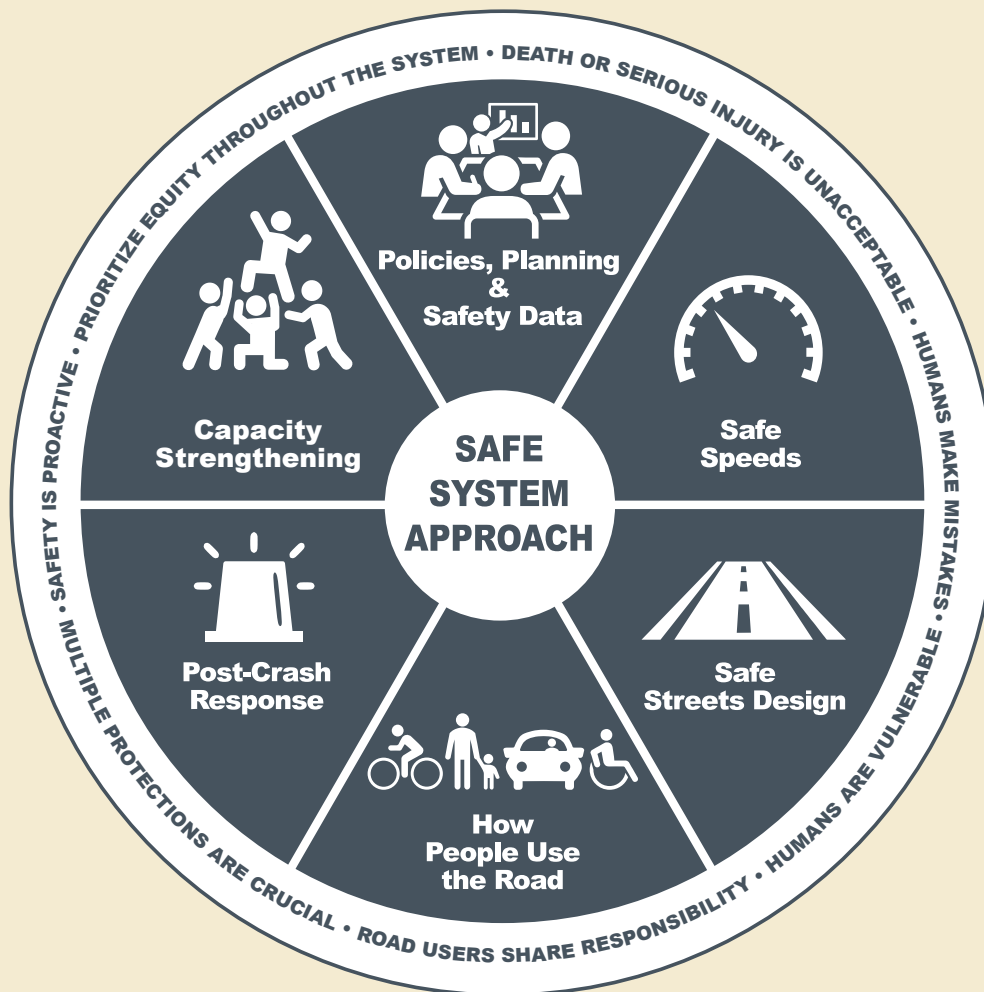 PRIORITIZE EQUITY THROUGHOUT THE SYSTEM • DEATH OR SERIOUS INJURY IS UNACCEPTABLE • HUMANS MAKE MISTAKES • HUMANS ARE VULNERABLE • ROAD USERS SHARE RESPONSIBILITY • MULTIPLE PROTECTIONS ARE CRUCIAL • SAFETY IS PROACTIVE •
Policies, Planning
&
Safety Data
Safe
Speeds
Safe
Streets Design
How
People Use
the Road
Post-Crash
Response
Capacity
Strengthening
SAFE
SYSTEM
APPROACH